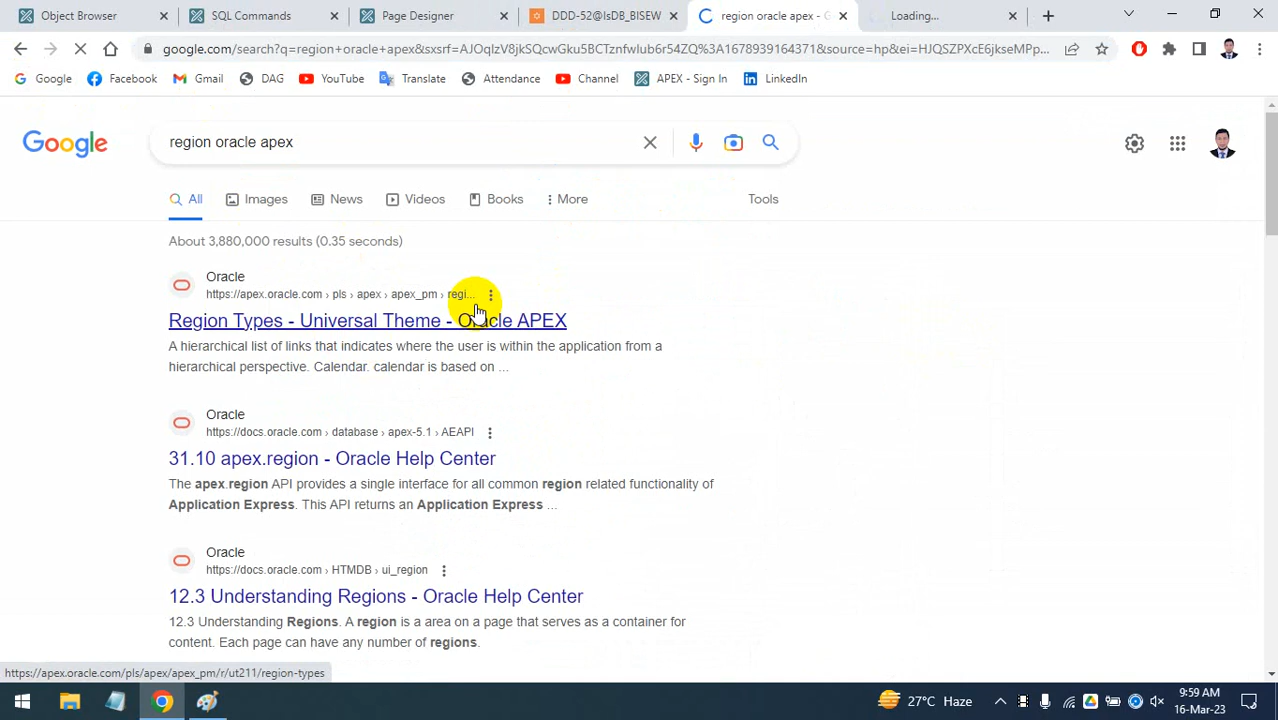 Object Browser
SQL Commands
Page Designer
DDD-52@IsDB_BISEW
region oracle apex - G
Loading...
google.com/search?q=region+oracle+apex&sxsrf=AJOqlzV8jkSQcwGku5BCTznfwlub6r54ZQ%3A1678939164371&source=hp&ei=HJQSZPXcE6jkseMPp...
Google
Facebook
Gmail
DAG
YouTube
Translate
Attendance
Channel
APEX - Sign In
LinkedIn
Google
region oracle apex
All
Images
News
Videos
Books
More
Tools
About 3,880,000 results (0.35 seconds)
Oracle
https://apex.oracle.com › pls › apex › apex_pm › regi...
Region Types - Universal Theme - Oracle APEX
A hierarchical list of links that indicates where the user is within the application from a
hierarchical perspective. Calendar. calendar is based on ...
Oracle
https://docs.oracle.com › database › apex-5.1 › AEAPI
31.10 apex.region - Oracle Help Center
The apex.region API provides a single interface for all common region related functionality of
Application Express. This API returns an Application Express ...
Oracle
https://docs.oracle.com › HTMDB › ui_region
12.3 Understanding Regions - Oracle Help Center
12.3 Understanding Regions. A region is a area on a page that serves as a container for
content. Each page can have any number of regions.
https://apex.oracle.com/pls/apex/apex_pm/r/ut211/region-types
27°C Haze
9:59 AM
16-Mar-23